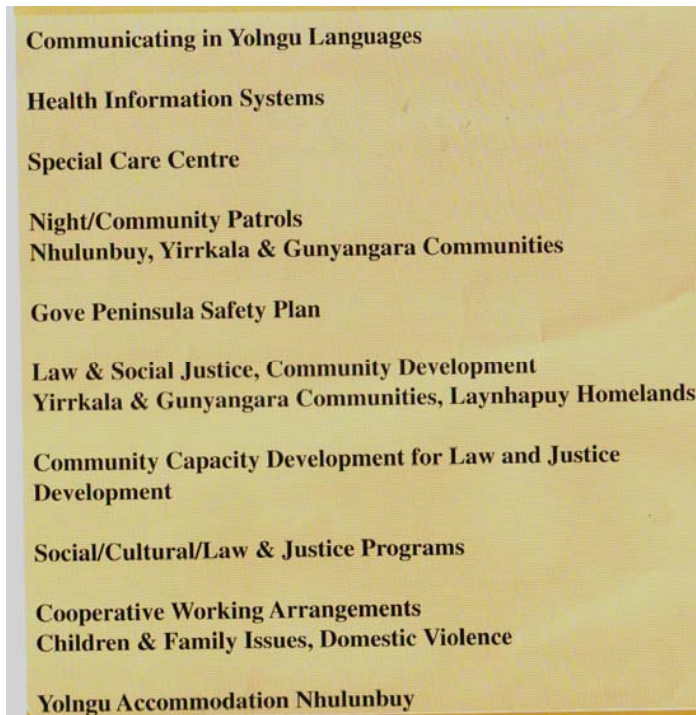 Communicating in Yolngu Languages
Health Information Systems
Special Care Centre
Night/Community Patrols
Nhulunbuy, Yirrkala & Gunyangara Communities
Gove Peninsula Safety Plan
Law & Social Justice, Community Development
Yirrkala & Gunyangara Communities, Laynhapuy Homelands
Community Capacity Development for Law and Justice
Development
Social/Cultural/Law & Justice Programs
Cooperative Working Arrangements
Children & Family Issues, Domestic Violence
Yolngu Accommodation Nhulunbuy